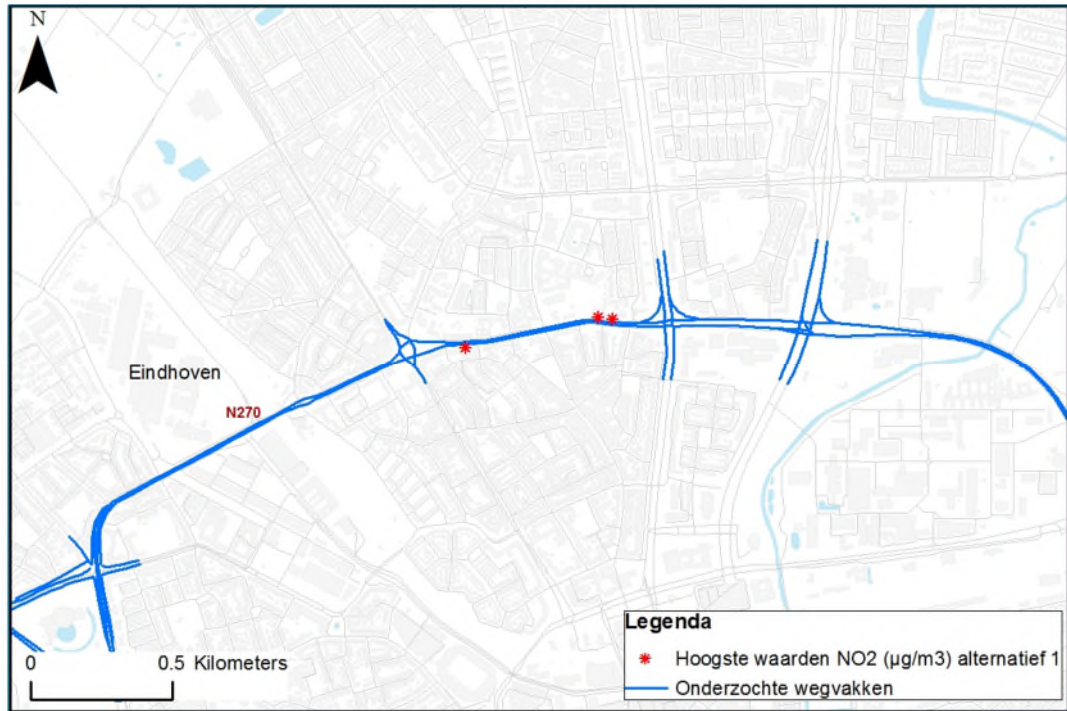 N
Eindhoven
N270
0 0.5 Kilometers
Legenda
Hoogste waarden NO2 (µg/m3) alternatief 1
Onderzochte wegvakken